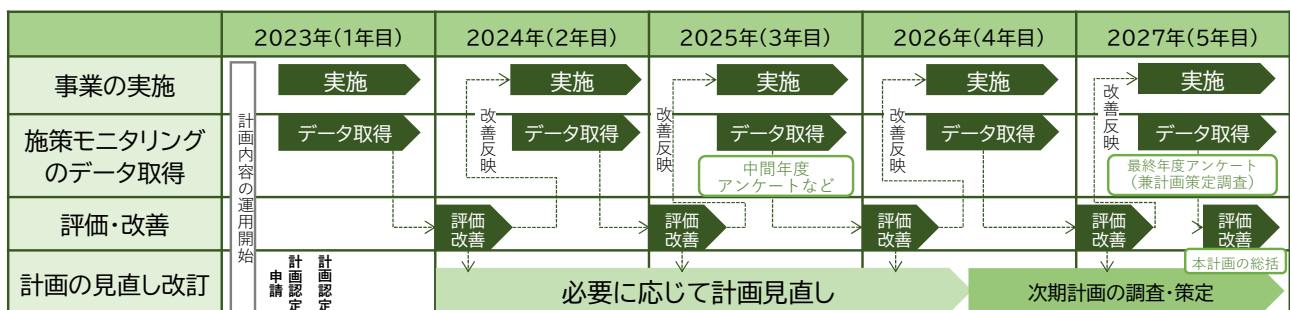 2023年(1年目)
2024年(2年目)
2025年(3年目)
2026年(4年目)
2027年(5年目)
事業の実施
実施
実施
実施
実施
実施
計画内容の運用開始
改善反映
改善反映
改善反映
改善反映
施策モニタリング
のデータ取得
データ取得
データ取得
データ取得
データ取得
データ取得
中間年度
アンケートなど
最終年度アンケート
(兼計画策定調査)
評価・改善
評価
改善
評価
改善
評価
改善
評価
改善
評価
改善
本計画の総括
計画の見直し改訂
計画認定
申請
計画認定
必要に応じて計画見直し
次期計画の調査・策定